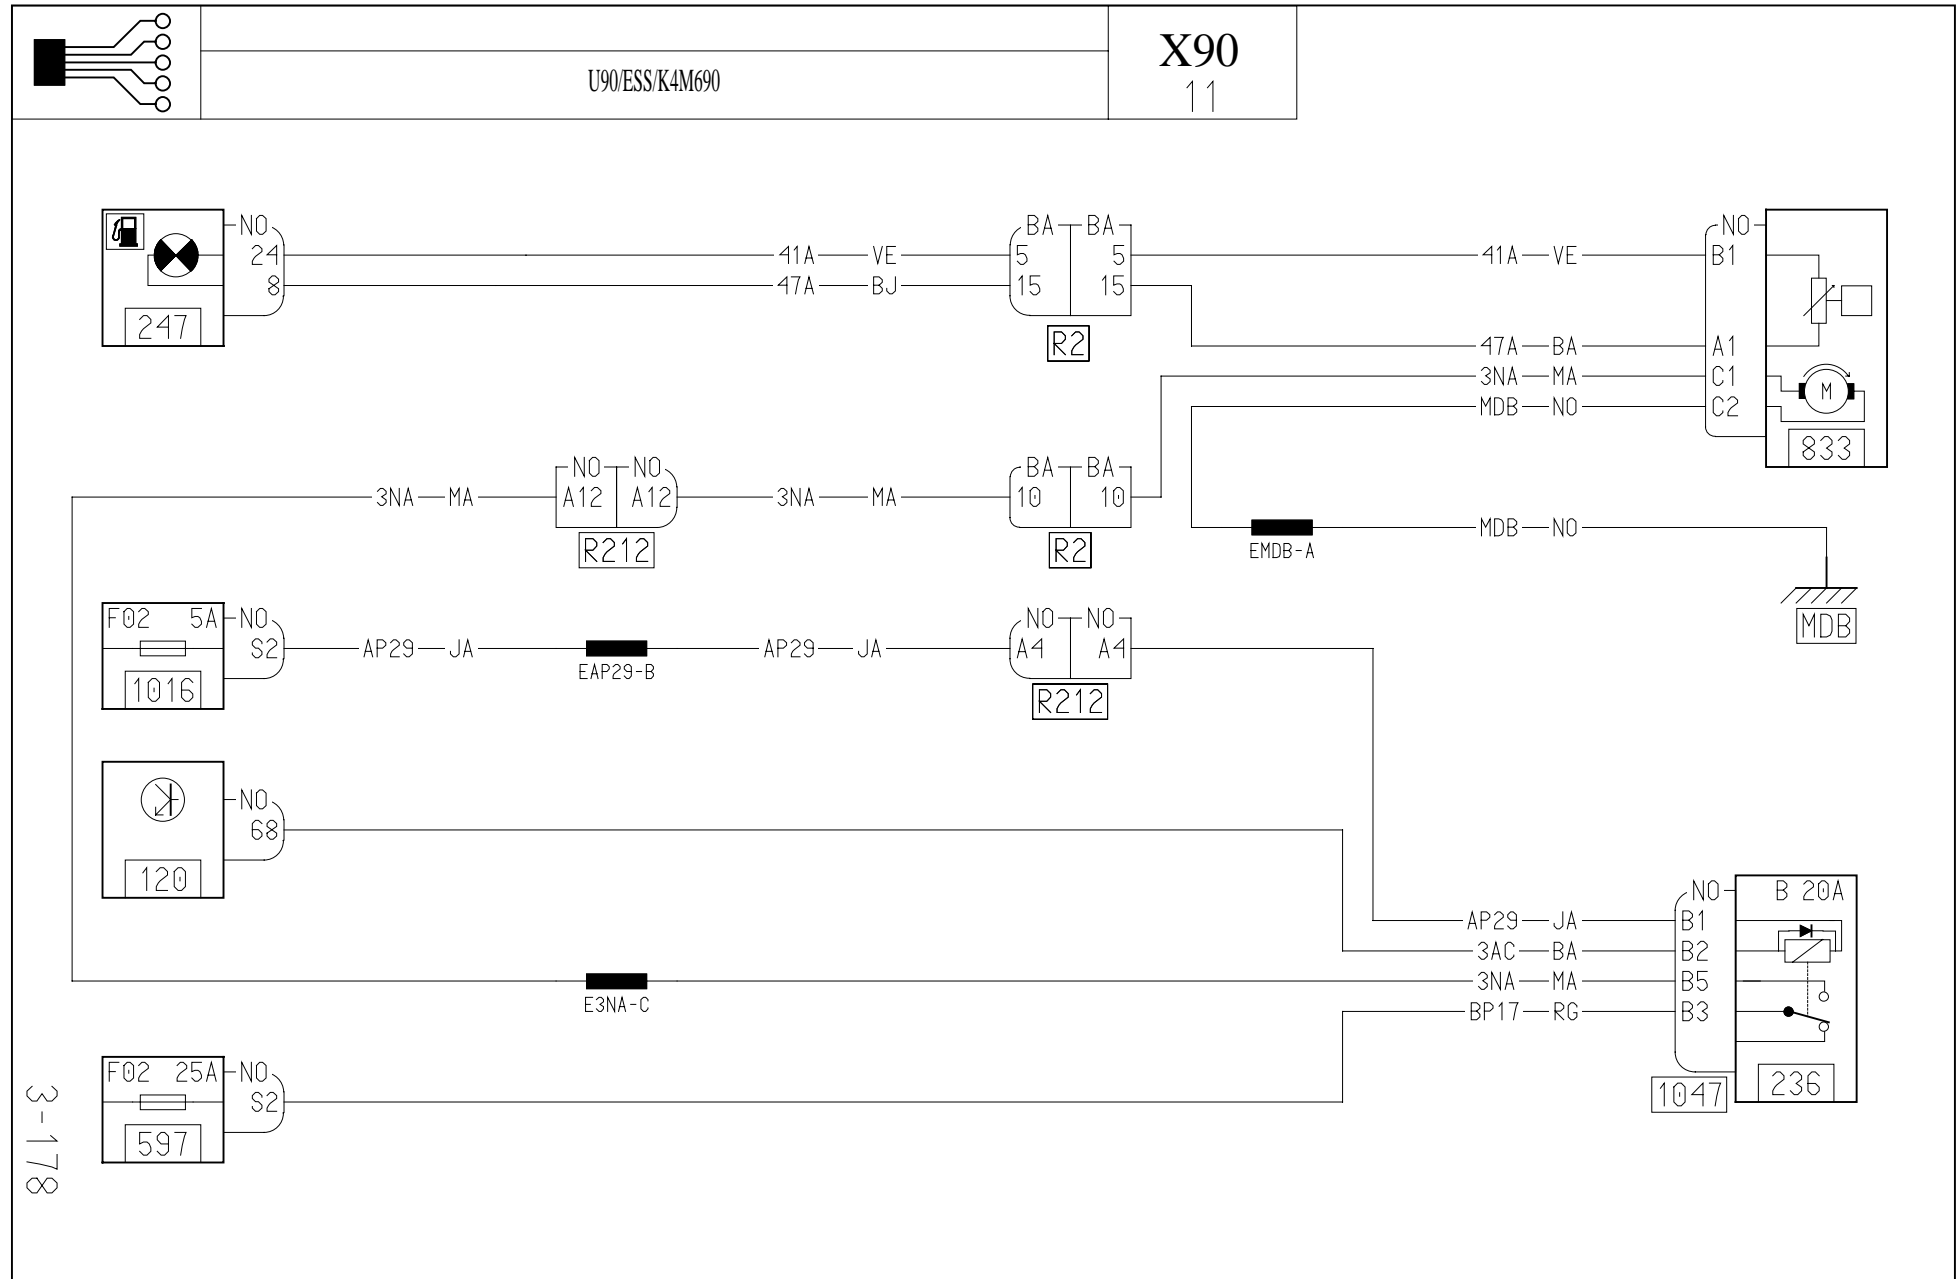 U90/ESS/K4M690
X90
11
NO
24
8
247
41A VE
47A BJ
BA BA
5 5
15 15
R2
41A VE
47A BA
3NA MA
MDB NO
NO
B1
A1
C1
C2
M
833
3NA MA
NO NO
A12 A12
R212
3NA MA
BA BA
10 10
R2
EMDB-A
MDB NO
MDB
F02 5A
NO
S2
1016
AP29 JA
EAP29-B
AP29 JA
NO NO
A4 A4
R212
NO
68
120
E3NA-C
AP29 JA
3AC BA
3NA MA
BP17 RG
NO
B1
B2
B5
B3
1047
B 20A
236
F02 25A
NO
S2
597
3-178